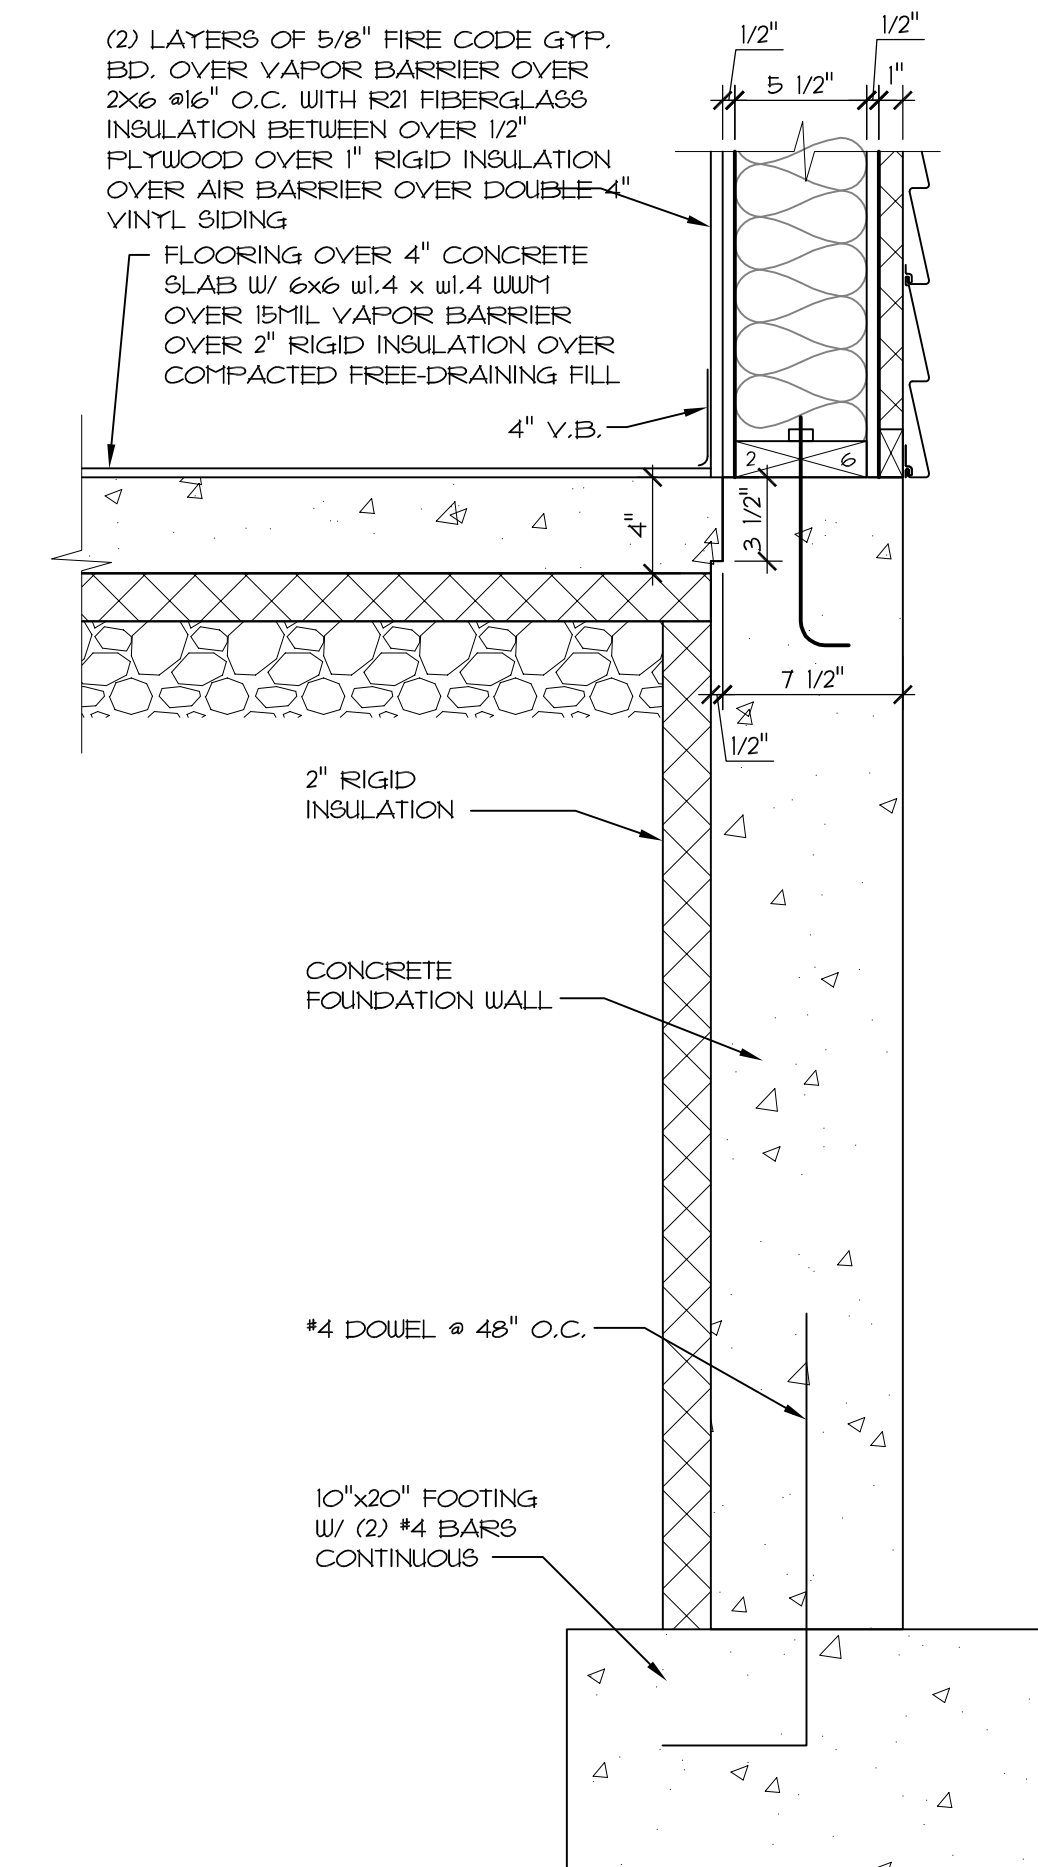 1/2"
1/2"
5 1/2"
1"
(2) LAYERS OF 5/8" FIRE CODE GYP.
BD. OVER VAPOR BARRIER OVER
2X6 @16" O.C. WITH R21 FIBERGLASS
INSULATION BETWEEN OVER 1/2"
PLYWOOD OVER 1" RIGID INSULATION
OVER AIR BARRIER OVER DOUBLE 4"
VINYL SIDING
FLOORING OVER 4" CONCRETE
SLAB W/ 6x6 w1.4 x w1.4 WWM
OVER 15MIL VAPOR BARRIER
OVER 2" RIGID INSULATION OVER
COMPACTED FREE-DRAINING FILL
4" V.B.
2 6
4"
3 1/2"
7 1/2"
1/2"
2" RIGID
INSULATION
CONCRETE
FOUNDATION WALL
#4 DOWEL @ 48" O.C.
10"x20" FOOTING
W/ (2) #4 BARS
CONTINUOUS